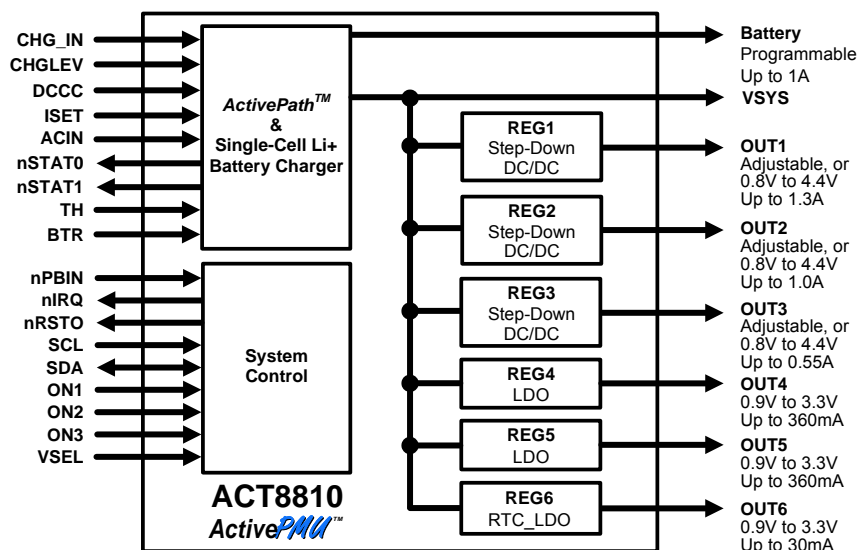 CHG_IN
CHGLEV
DCCC
ISET
ACIN
nSTAT0
nSTAT1
TH
BTR
nPBIN
nIRQ
nRSTO
SCL
SDA
ON1
ON2
ON3
VSEL
ActivePath™
&
Single-Cell Li+
Battery Charger
System
Control
ACT8810
ActivePMU™
REG1
Step-Down
DC/DC
REG2
Step-Down
DC/DC
REG3
Step-Down
DC/DC
REG4
LDO
REG5
LDO
REG6
RTC_LDO
Battery
Programmable
Up to 1A
VSYS
OUT1
Adjustable, or
0.8V to 4.4V
Up to 1.3A
OUT2
Adjustable, or
0.8V to 4.4V
Up to 1.0A
OUT3
Adjustable, or
0.8V to 4.4V
Up to 0.55A
OUT4
0.9V to 3.3V
Up to 360mA
OUT5
0.9V to 3.3V
Up to 360mA
OUT6
0.9V to 3.3V
Up to 30mA